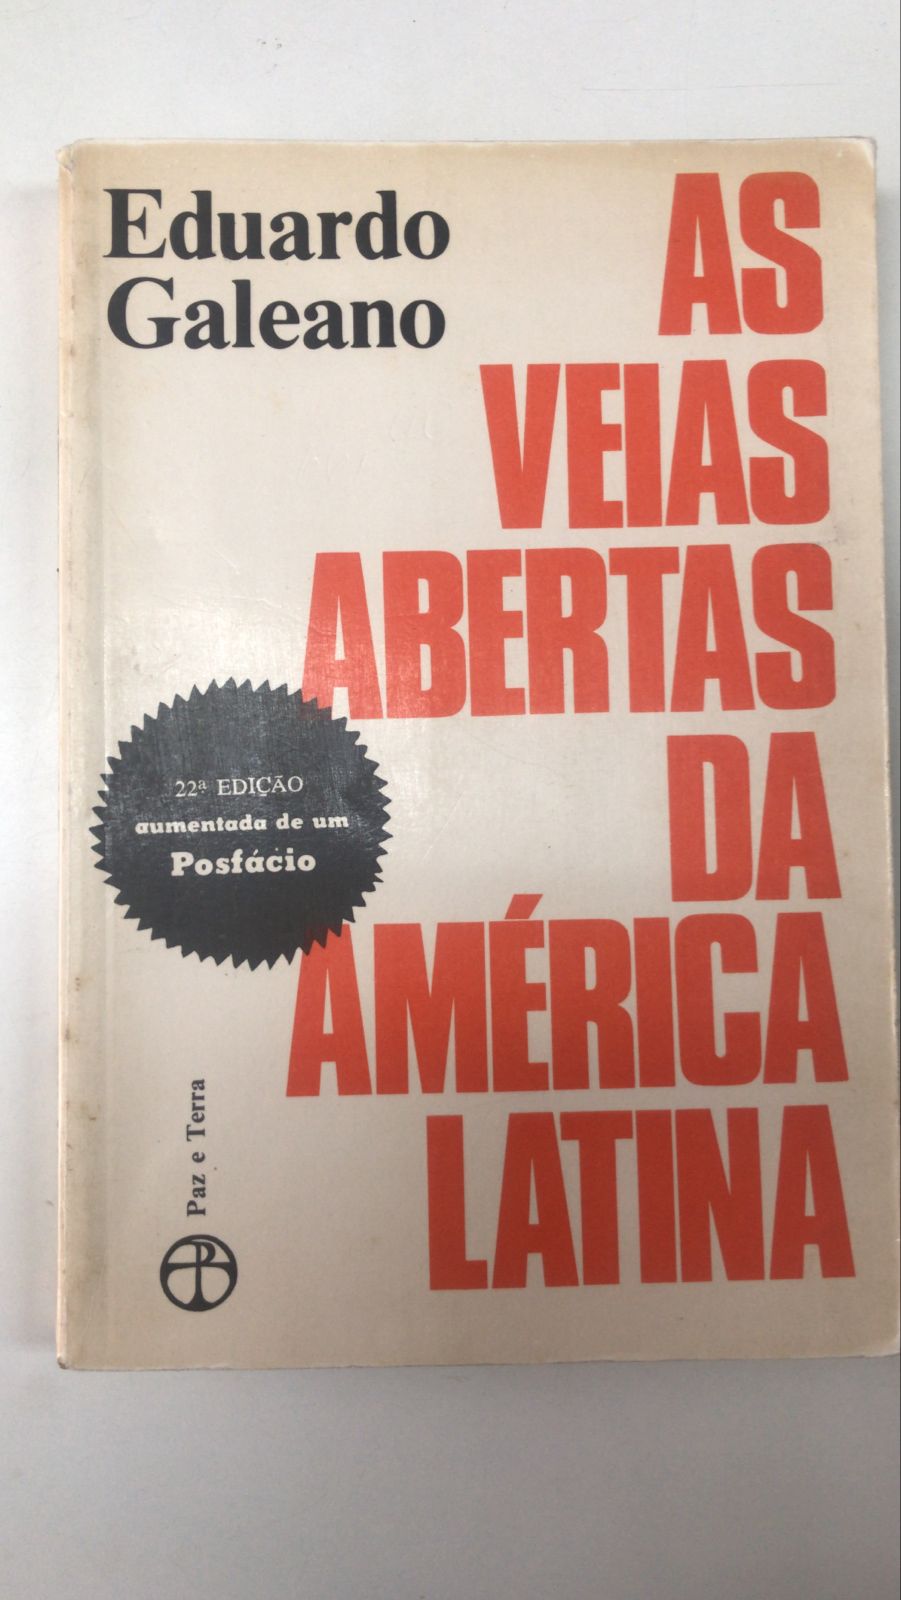 Eduardo
Galeano
AS
VEIAS
ABERTAS
DA
AMÉRICA
LATINA
22ª EDIÇÃO
aumentada de um
Posfácio
Paz e Terra